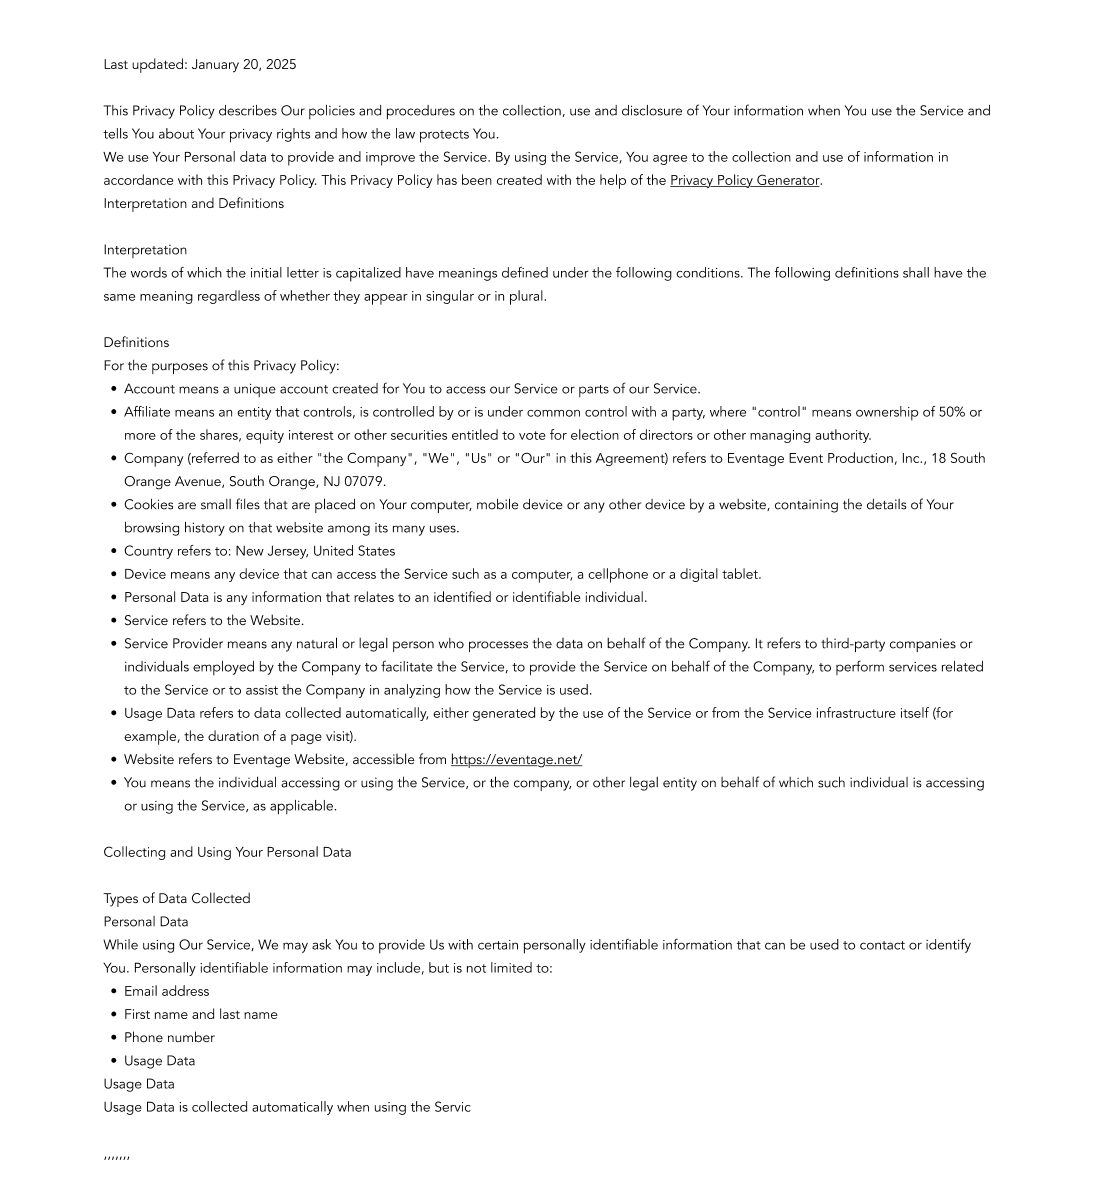 Last updated: January 20, 2025
This Privacy Policy describes Our policies and procedures on the collection, use and disclosure of Your information when You use the Service and
tells You about Your privacy rights and how the law protects You.
We use Your Personal data to provide and improve the Service. By using the Service, You agree to the collection and use of information in
accordance with this Privacy Policy. This Privacy Policy has been created with the help of the Privacy Policy Generator.
Interpretation and Definitions
Interpretation
The words of which the initial letter is capitalized have meanings defined under the following conditions. The following definitions shall have the
same meaning regardless of whether they appear in singular or in plural.
Definitions
For the purposes of this Privacy Policy:
• Account means a unique account created for You to access our Service or parts of our Service.
• Affiliate means an entity that controls, is controlled by or is under common control with a party, where "control" means ownership of 50% or
more of the shares, equity interest or other securities entitled to vote for election of directors or other managing authority.
• Company (referred to as either "the Company", "We", "Us" or "Our" in this Agreement) refers to Eventage Event Production, Inc., 18 South
Orange Avenue, South Orange, NJ 07079.
• Cookies are small files that are placed on Your computer, mobile device or any other device by a website, containing the details of Your
browsing history on that website among its many uses.
• Country refers to: New Jersey, United States
• Device means any device that can access the Service such as a computer, a cellphone or a digital tablet.
• Personal Data is any information that relates to an identified or identifiable individual.
• Service refers to the Website.
• Service Provider means any natural or legal person who processes the data on behalf of the Company. It refers to third-party companies or
individuals employed by the Company to facilitate the Service, to provide the Service on behalf of the Company, to perform services related
to the Service or to assist the Company in analyzing how the Service is used.
• Usage Data refers to data collected automatically, either generated by the use of the Service or from the Service infrastructure itself (for
example, the duration of a page visit).
• Website refers to Eventage Website, accessible from https://eventage.net/
• You means the individual accessing or using the Service, or the company, or other legal entity on behalf of which such individual is accessing
or using the Service, as applicable.
Collecting and Using Your Personal Data
Types of Data Collected
Personal Data
While using Our Service, We may ask You to provide Us with certain personally identifiable information that can be used to contact or identify
You. Personally identifiable information may include, but is not limited to:
• Email address
• First name and last name
• Phone number
• Usage Data
Usage Data
Usage Data is collected automatically when using the Servic
,,,,,,,